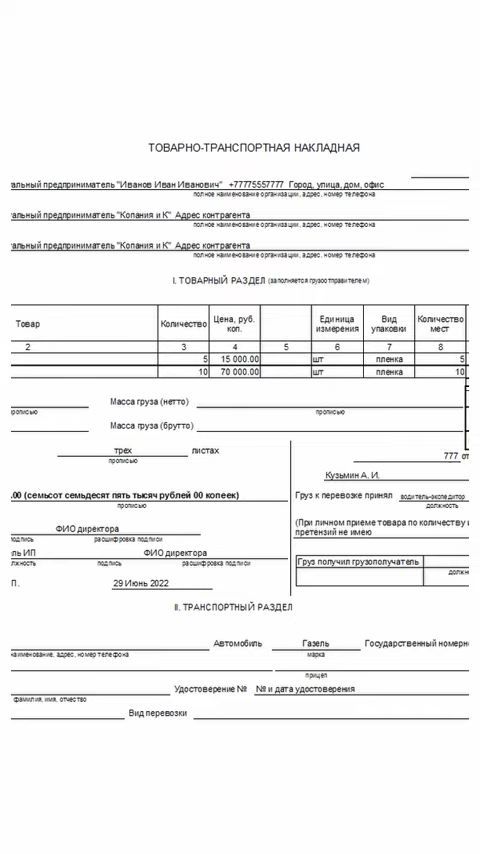 ТОВАРНО-ТРАНСПОРТНАЯ НАКЛАДНАЯ
альный предприниматель "Иванов Иван Иванович" +77775557777 Город, улица, дом, офис
полное наименование организации, адрес, номер телефона
альный предприниматель "Копания и К" Адрес контрагента
полное наименование организации, адрес, номер телефона
альный предприниматель "Копания и К" Адрес контрагента
полное наименование организации, адрес, номер телефона
I. ТОВАРНЫЙ РАЗДЕЛ (заполняется грузоотправителем)
Товар Количество Цена, руб. коп. Единица измерения Вид упаковки Количество мест
2 3 4 5 6 7 8
5 15 000.00 шт пленка 5
10 70 000.00 шт пленка 10
Масса груза (нетто)
прописью прописью
Масса груза (брутто)
трех листах
прописью
777 от
Кузьмин А. И.
.00 (семьсот семьдесят пять тысяч рублей 00 копеек)
прописью
Груз к перевозке принял водитель-экспедитор
должность
(При личном приеме товара по количеству и
претензий не имею
ФИО директора
подпись расшифровка подписи
ль ИП ФИО директора
лжность подпись расшифровка подписи
Груз получил грузополучатель
должн
П. 29 Июнь 2022
II. ТРАНСПОРТНЫЙ РАЗДЕЛ
Автомобиль Газель Государственный номерно
наименование, адрес, номер телефона марка
прицеп
Удостоверение № № и дата удостоверения
фамилия, имя, отчество
Вид перевозки